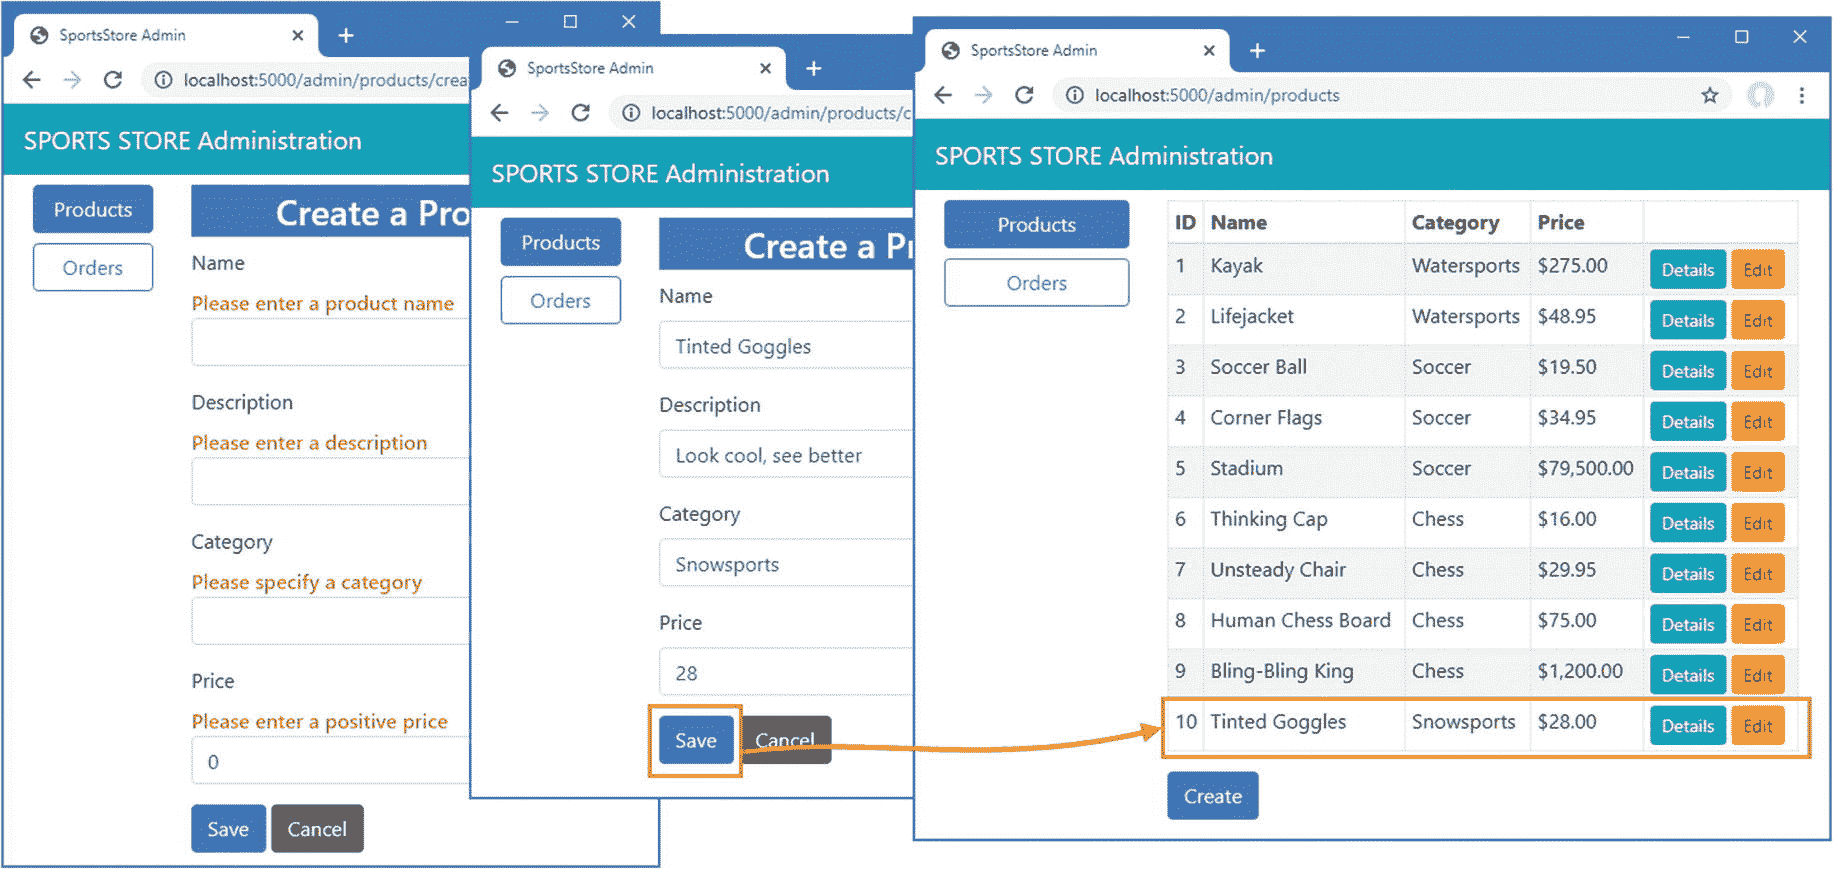 SportsStore Admin
localhost:5000/admin/products/crea
SPORTS STORE Administration
Products
Orders
Create a Pro
Name
Please enter a product name
Description
Please enter a description
Category
Please specify a category
Price
Please enter a positive price
0
Save Cancel
SportsStore Admin
localhost:5000/admin/products/c
SPORTS STORE Administration
Products
Orders
Create a Pr
Name
Tinted Goggles
Description
Look cool, see better
Category
Snowsports
Price
28
Save Cancel
SportsStore Admin
localhost:5000/admin/products
SPORTS STORE Administration
Products
Orders
ID Name Category Price
1 Kayak Watersports $275.00 Details Edit
2 Lifejacket Watersports $48.95 Details Edit
3 Soccer Ball Soccer $19.50 Details Edit
4 Corner Flags Soccer $34.95 Details Edit
5 Stadium Soccer $79,500.00 Details Edit
6 Thinking Cap Chess $16.00 Details Edit
7 Unsteady Chair Chess $29.95 Details Edit
8 Human Chess Board Chess $75.00 Details Edit
9 Bling-Bling King Chess $1,200.00 Details Edit
10 Tinted Goggles Snowsports $28.00 Details Edit
Create